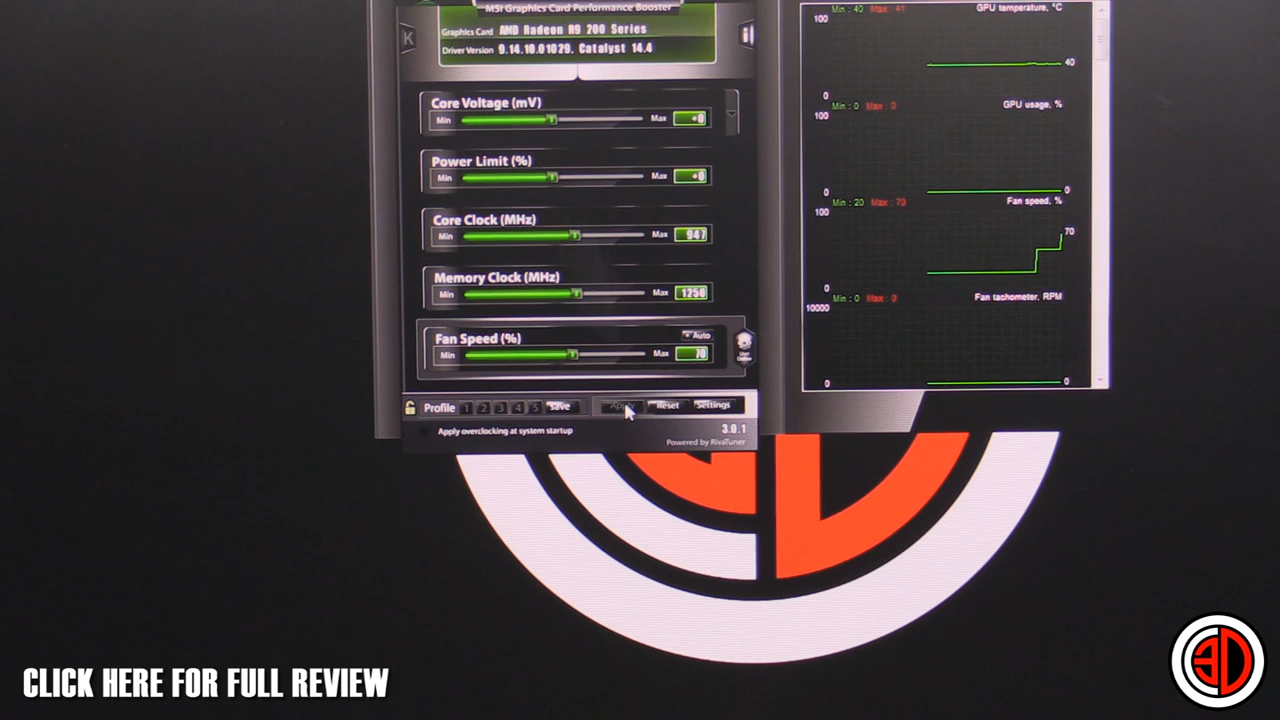 MSI Graphics Card Performance Booster
Graphics Card AMD Radeon R9 200 Series
Driver Version 9.14.10.01029, Catalyst 14.4
K
i
Core Voltage (mV)
Min Max +0
Power Limit (%)
Min Max +0
Core Clock (MHz)
Min Max 947
Memory Clock (MHz)
Min Max 1250
Fan Speed (%)
Auto
Min Max 70
User Define
Profile 1 2 3 4 5 Save Apply Reset Settings
Apply overclocking at system startup
3.0.1
Powered by RivaTuner
Min : 40 Max : 41 GPU temperature, °C
100
40
0
Min : 0 Max : 0 GPU usage, %
100
0
0
Min : 20 Max : 70 Fan speed, %
100
70
0
Min : 0 Max : 0 Fan tachometer, RPM
10000
0
0
CLICK HERE FOR FULL REVIEW
3D